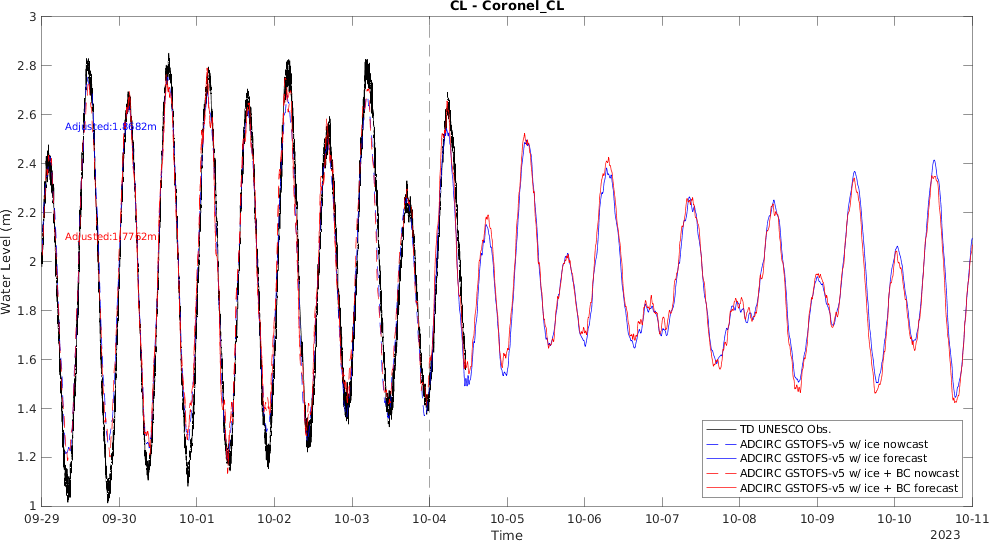 CL - Coronel_CL
3
2.8
2.6
2.4
2.2
2
1.8
1.6
1.4
1.2
1
Water Level (m)
Adjusted:1.8682m
Adjusted:1.7762m
TD UNESCO Obs.
ADCIRC GSTOFS-v5 w/ ice nowcast
ADCIRC GSTOFS-v5 w/ ice forecast
ADCIRC GSTOFS-v5 w/ ice + BC nowcast
ADCIRC GSTOFS-v5 w/ ice + BC forecast
09-29 09-30 10-01 10-02 10-03 10-04 10-05 10-06 10-07 10-08 10-09 10-10 10-11
Time
2023